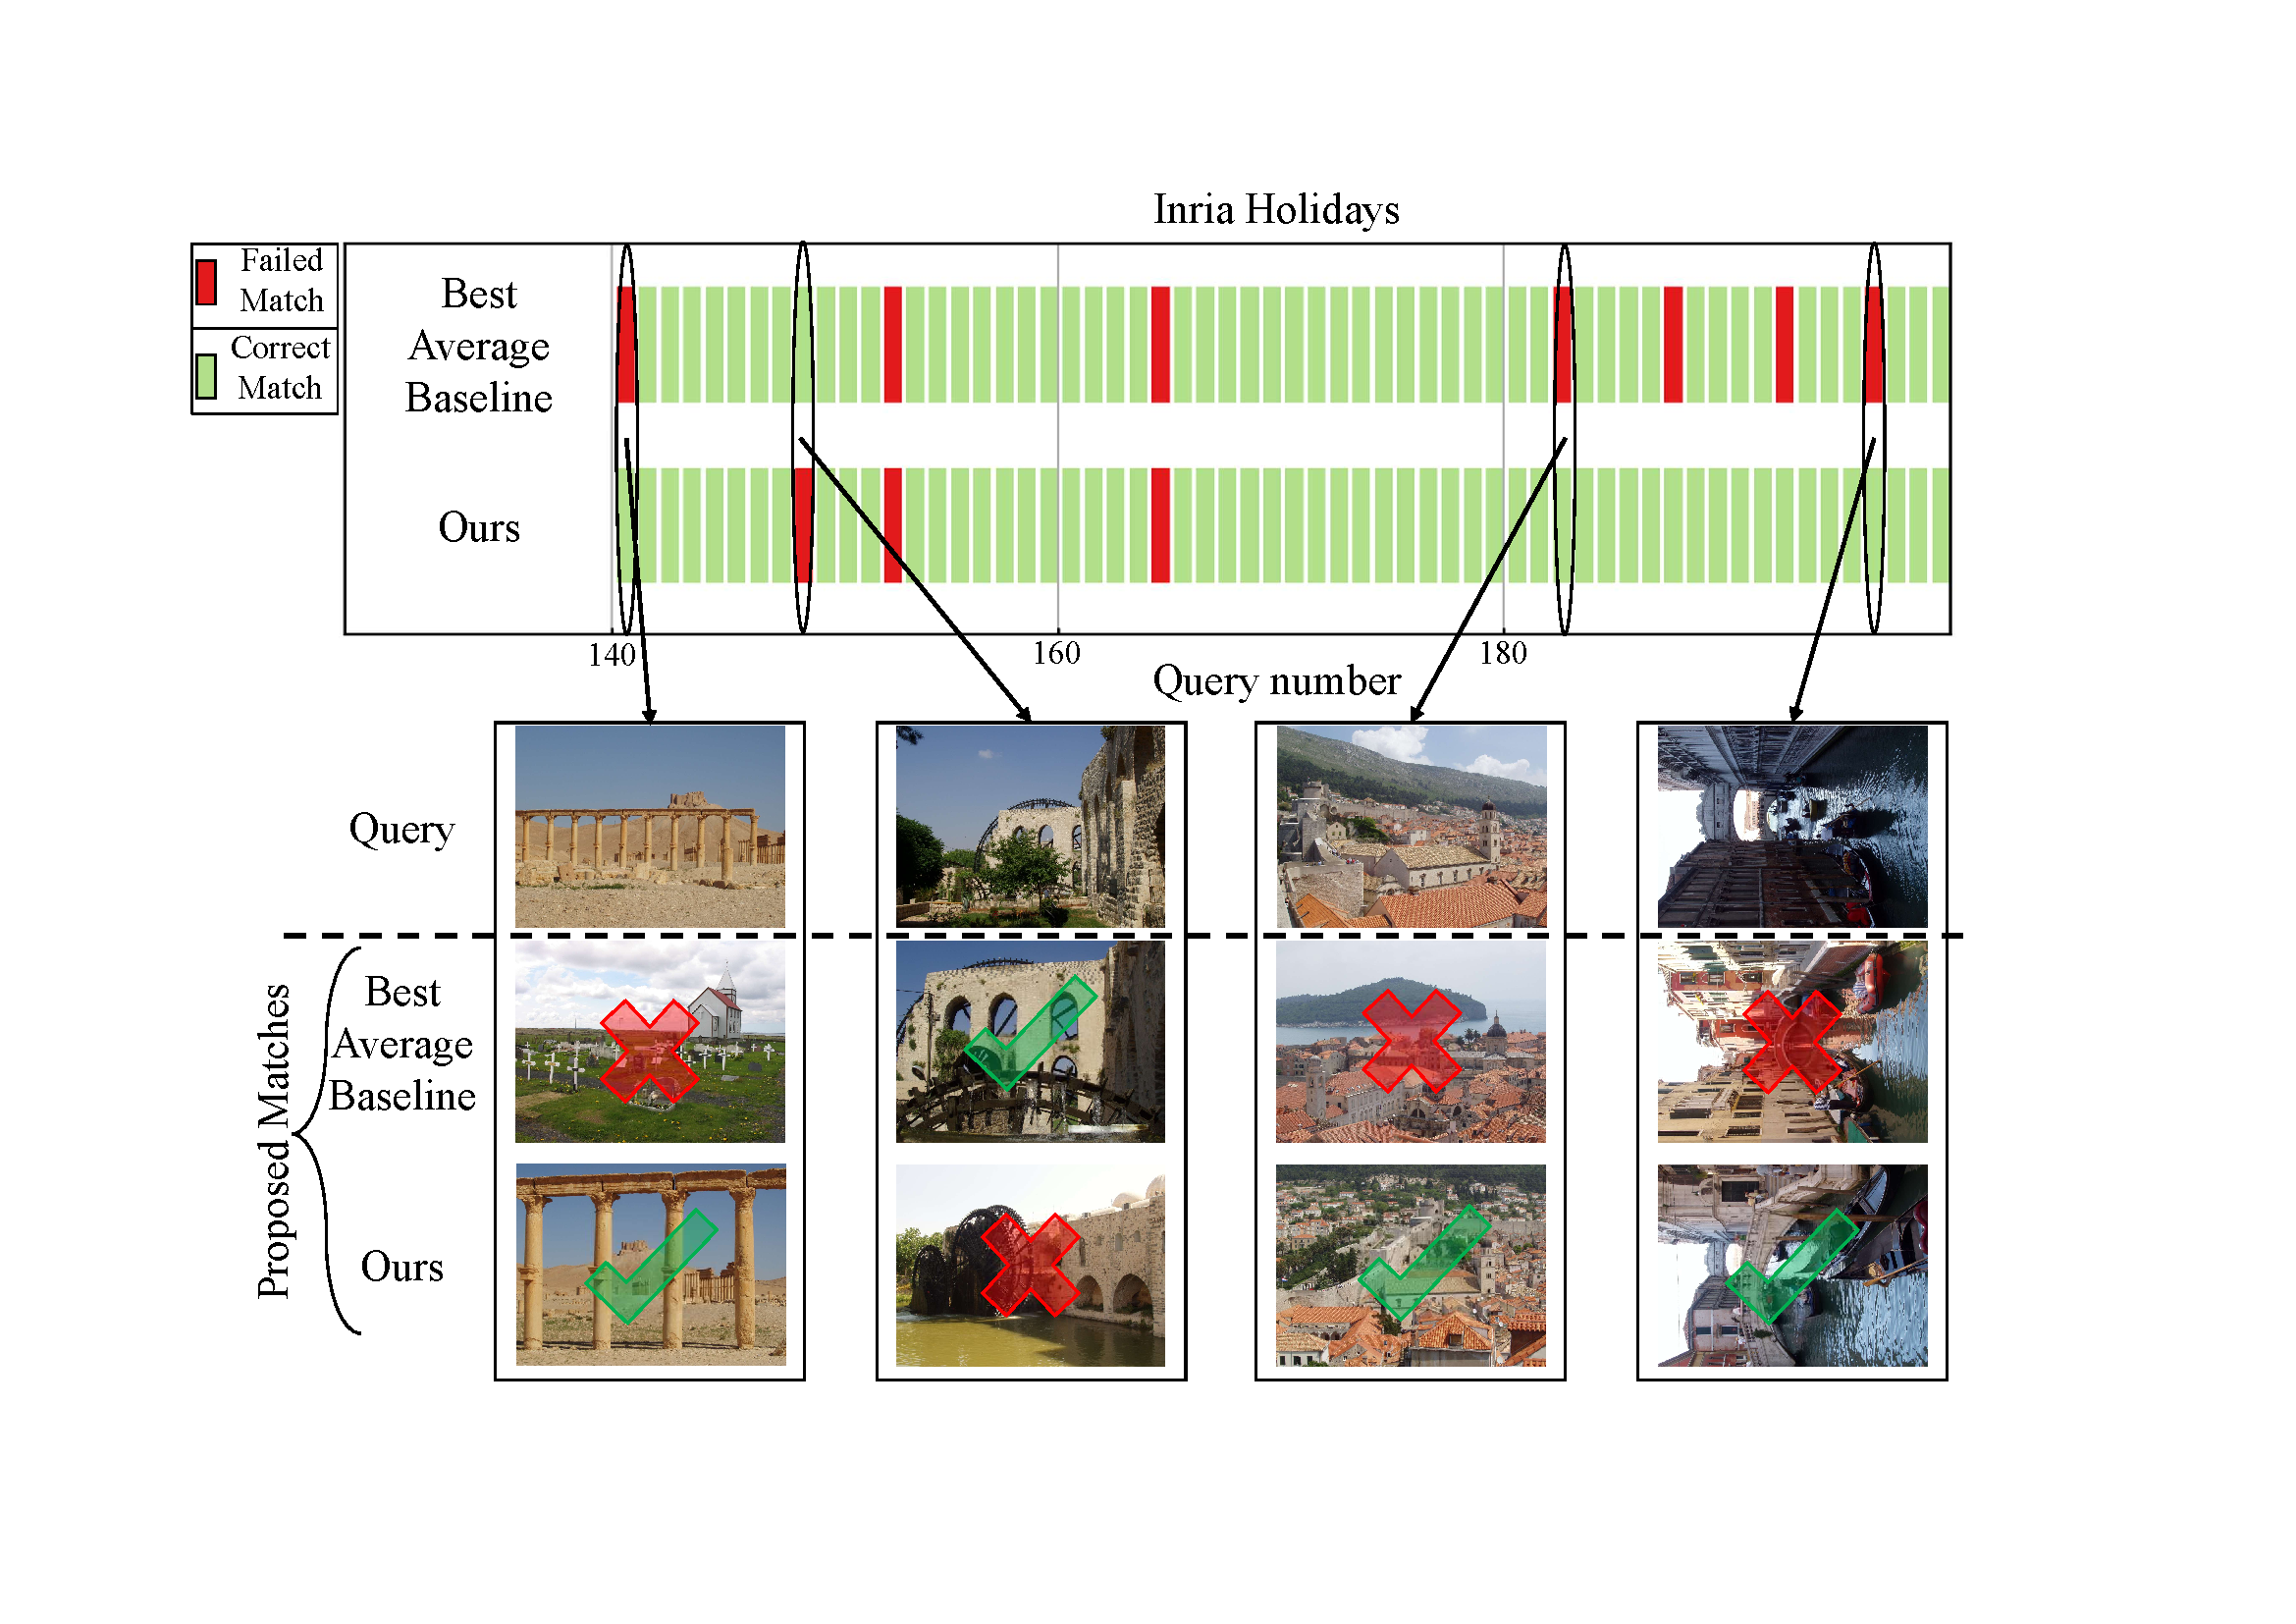 Inria Holidays
Failed
Match
Correct
Match
Best
Average
Baseline
Ours
140
160
180
Query number
Query
Proposed Matches
Best
Average
Baseline
Ours